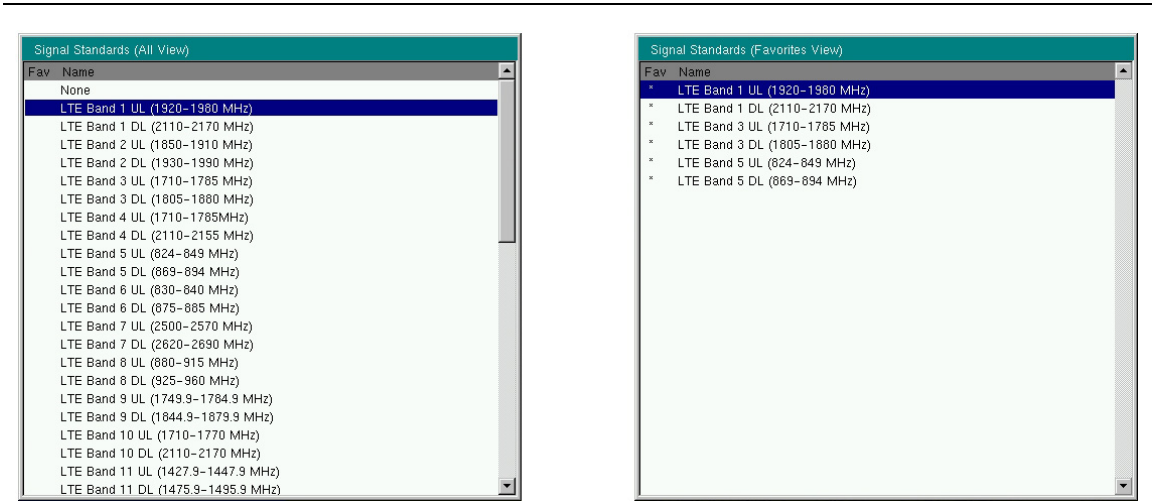 Signal Standards (All View)
Fav Name
None
LTE Band 1 UL (1920-1980 MHz)
LTE Band 1 DL (2110-2170 MHz)
LTE Band 2 UL (1850-1910 MHz)
LTE Band 2 DL (1930-1990 MHz)
LTE Band 3 UL (1710-1785 MHz)
LTE Band 3 DL (1805-1880 MHz)
LTE Band 4 UL (1710-1785MHz)
LTE Band 4 DL (2110-2155 MHz)
LTE Band 5 UL (824-849 MHz)
LTE Band 5 DL (869-894 MHz)
LTE Band 6 UL (830-840 MHz)
LTE Band 6 DL (875-885 MHz)
LTE Band 7 UL (2500-2570 MHz)
LTE Band 7 DL (2620-2690 MHz)
LTE Band 8 UL (880-915 MHz)
LTE Band 8 DL (925-960 MHz)
LTE Band 9 UL (1749.9-1784.9 MHz)
LTE Band 9 DL (1844.9-1879.9 MHz)
LTE Band 10 UL (1710-1770 MHz)
LTE Band 10 DL (2110-2170 MHz)
LTE Band 11 UL (1427.9-1447.9 MHz)
LTE Band 11 DL (1475.9-1495.9 MHz)
Signal Standards (Favorites View)
Fav Name
* LTE Band 1 UL (1920-1980 MHz)
* LTE Band 1 DL (2110-2170 MHz)
* LTE Band 3 UL (1710-1785 MHz)
* LTE Band 3 DL (1805-1880 MHz)
* LTE Band 5 UL (824-849 MHz)
* LTE Band 5 DL (869-894 MHz)